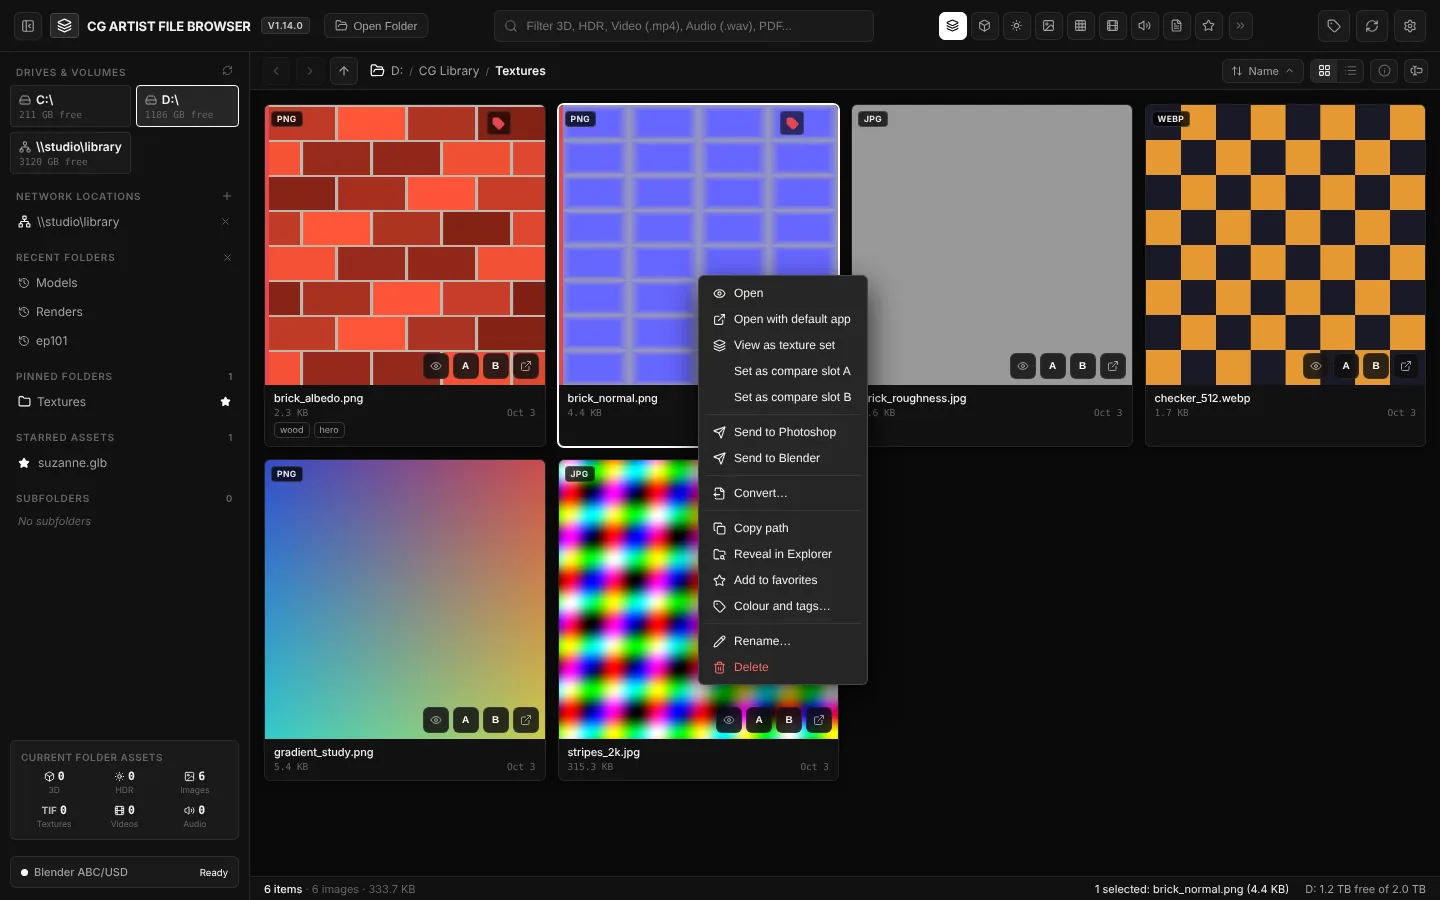 CG ARTIST FILE BROWSER
V1.14.0
Open Folder
Filter 3D, HDR, Video (.mp4), Audio (.wav), PDF...
DRIVES & VOLUMES
C:\
211 GB free
D:\
1186 GB free
\\studio\library
3120 GB free
NETWORK LOCATIONS
\\studio\library
RECENT FOLDERS
Models
Renders
ep101
PINNED FOLDERS 1
Textures
STARRED ASSETS 1
suzanne.glb
SUBFOLDERS 0
No subfolders
CURRENT FOLDER ASSETS
0
3D
0
HDR
6
Images
TIF 0
Textures
0
Videos
0
Audio
Blender ABC/USD Ready
D: / CG Library / Textures
Name
PNG
A B
brick_albedo.png
2.3 KB Oct 3
wood hero
PNG
brick_normal.png
4.4 KB
JPG
A B
rick_roughness.jpg
.6 KB Oct 3
WEBP
A B
checker_512.webp
1.7 KB Oct 3
PNG
A B
gradient_study.png
5.4 KB Oct 3
JPG
A B
stripes_2k.jpg
315.3 KB Oct 3
Open
Open with default app
View as texture set
Set as compare slot A
Set as compare slot B
Send to Photoshop
Send to Blender
Convert…
Copy path
Reveal in Explorer
Add to favorites
Colour and tags…
Rename…
Delete
6 items · 6 images · 333.7 KB
1 selected: brick_normal.png (4.4 KB)
D: 1.2 TB free of 2.0 TB